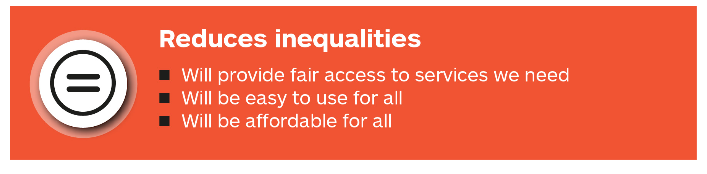 Reduces inequalities
Will provide fair access to services we need
Will be easy to use for all
Will be affordable for all